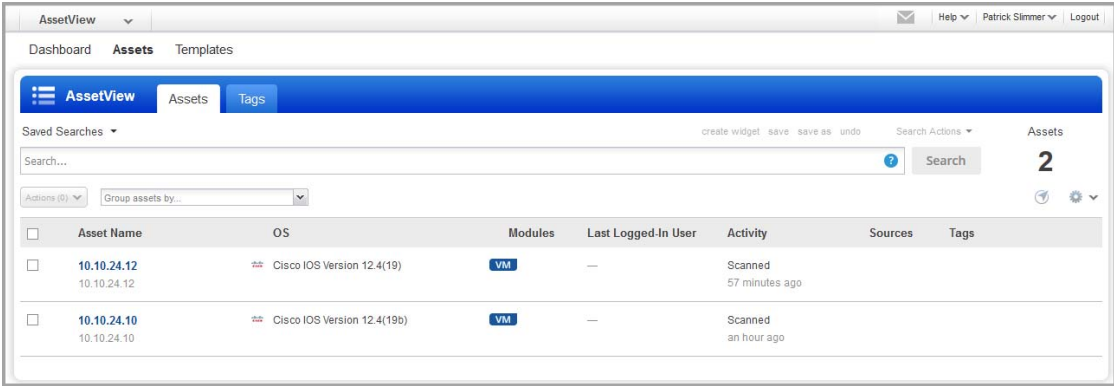 AssetView Help Patrick Slimmer Logout
Dashboard Assets Templates
AssetView Assets Tags
Saved Searches create widget save save as undo Search Actions Assets
Search... ? Search 2
Actions (0) Group assets by...
Asset Name OS Modules Last Logged-In User Activity Sources Tags
10.10.24.12 Cisco IOS Version 12.4(19) VM — Scanned
10.10.24.12 57 minutes ago
10.10.24.10 Cisco IOS Version 12.4(19b) VM — Scanned
10.10.24.10 an hour ago